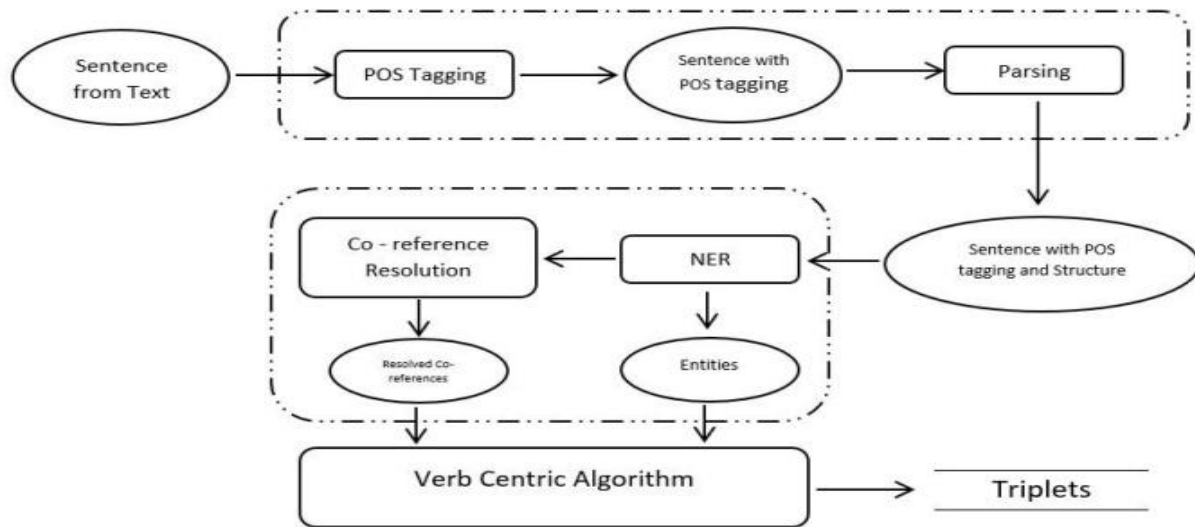 Sentence
from Text
POS Tagging
Sentence with
POS tagging
Parsing
Sentence with POS
tagging and Structure
NER
Co - reference
Resolution
Resolved Co-
references
Entities
Verb Centric Algorithm
Triplets